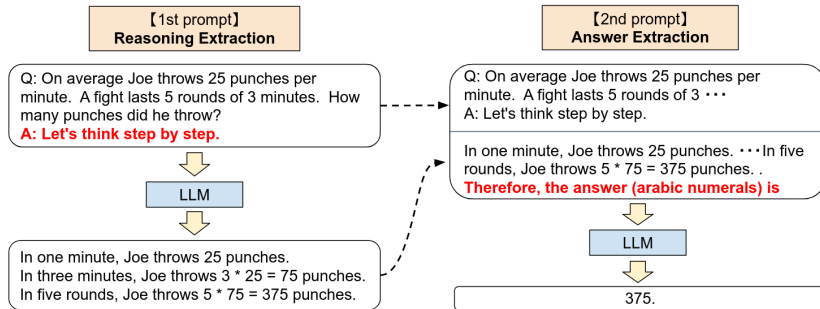 【1st prompt】
Reasoning Extraction
Q: On average Joe throws 25 punches per
minute.  A fight lasts 5 rounds of 3 minutes.  How
many punches did he throw?
A: Let's think step by step.
LLM
In one minute, Joe throws 25 punches.
In three minutes, Joe throws 3 * 25 = 75 punches.
In five rounds, Joe throws 5 * 75 = 375 punches.
【2nd prompt】
Answer Extraction
Q: On average Joe throws 25 punches per
minute.  A fight lasts 5 rounds of 3 ···
A: Let's think step by step.
In one minute, Joe throws 25 punches. ···In five
rounds, Joe throws 5 * 75 = 375 punches. .
Therefore, the answer (arabic numerals) is
LLM
375.